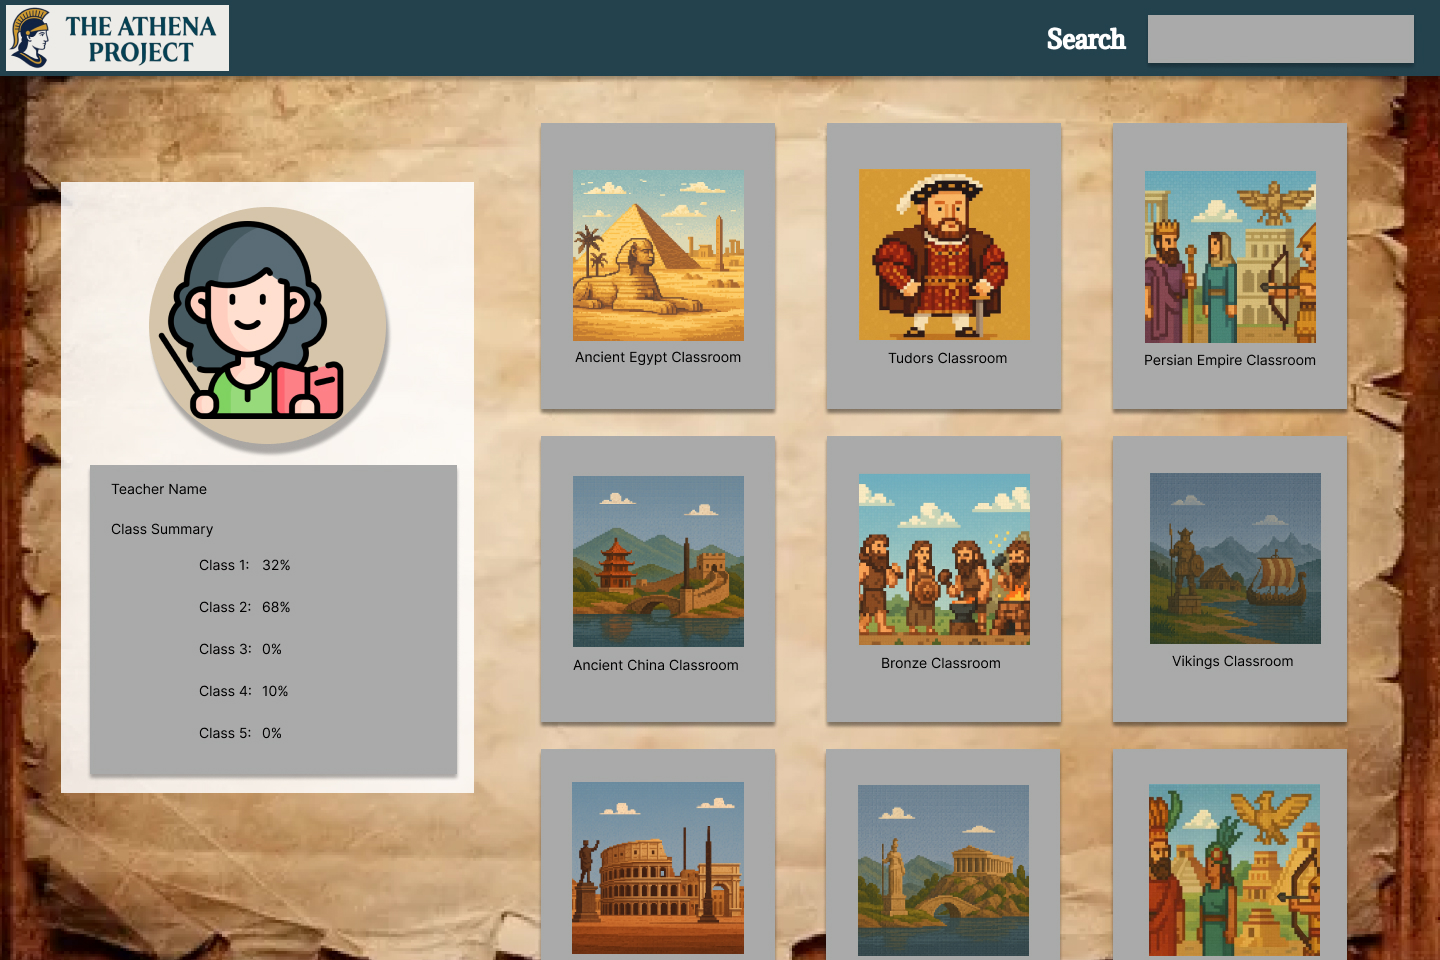 THE ATHENA
PROJECT
Search
Teacher Name
Class Summary
Class 1: 32%
Class 2: 68%
Class 3: 0%
Class 4: 10%
Class 5: 0%
Ancient Egypt Classroom
Tudors Classroom
Persian Empire Classroom
Ancient China Classroom
Bronze Classroom
Vikings Classroom